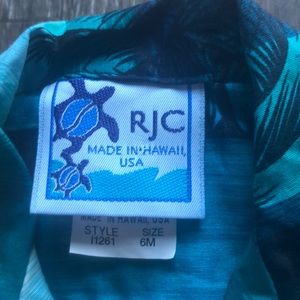 RJC
MADE IN HAWAII,
USA
MADE IN HAWAII, USA
STYLE SIZE
I1261 6M